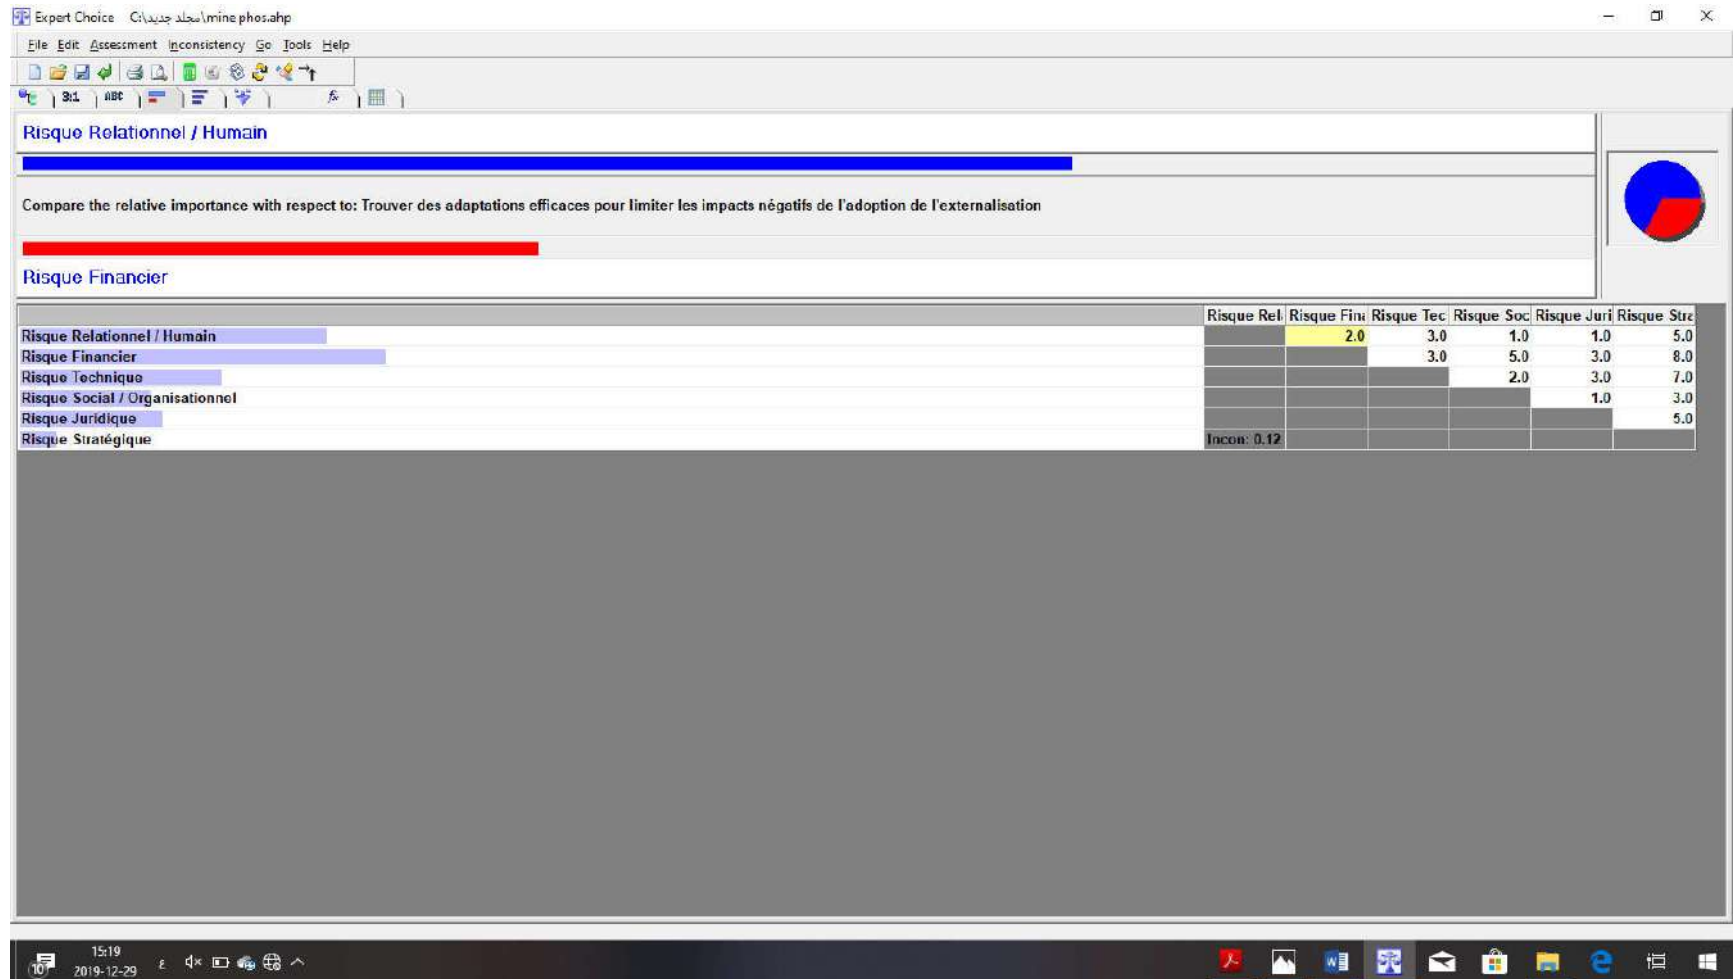 Expert Choice C:\مجلد جديد\mine phos.ahp
File Edit Assessment Inconsistency Go Tools Help
3:1 ABC fx
Risque Relationnel / Humain
Compare the relative importance with respect to: Trouver des adaptations efficaces pour limiter les impacts négatifs de l'adoption de l'externalisation
Risque Financier
Risque Rel Risque Fina Risque Tec Risque Soc Risque Juri Risque Stra
Risque Relationnel / Humain 2.0 3.0 1.0 1.0 5.0
Risque Financier 3.0 5.0 3.0 8.0
Risque Technique 2.0 3.0 7.0
Risque Social / Organisationnel 1.0 3.0
Risque Juridique 5.0
Risque Stratégique Incon: 0.12
15:19
2019-12-29 ع
10